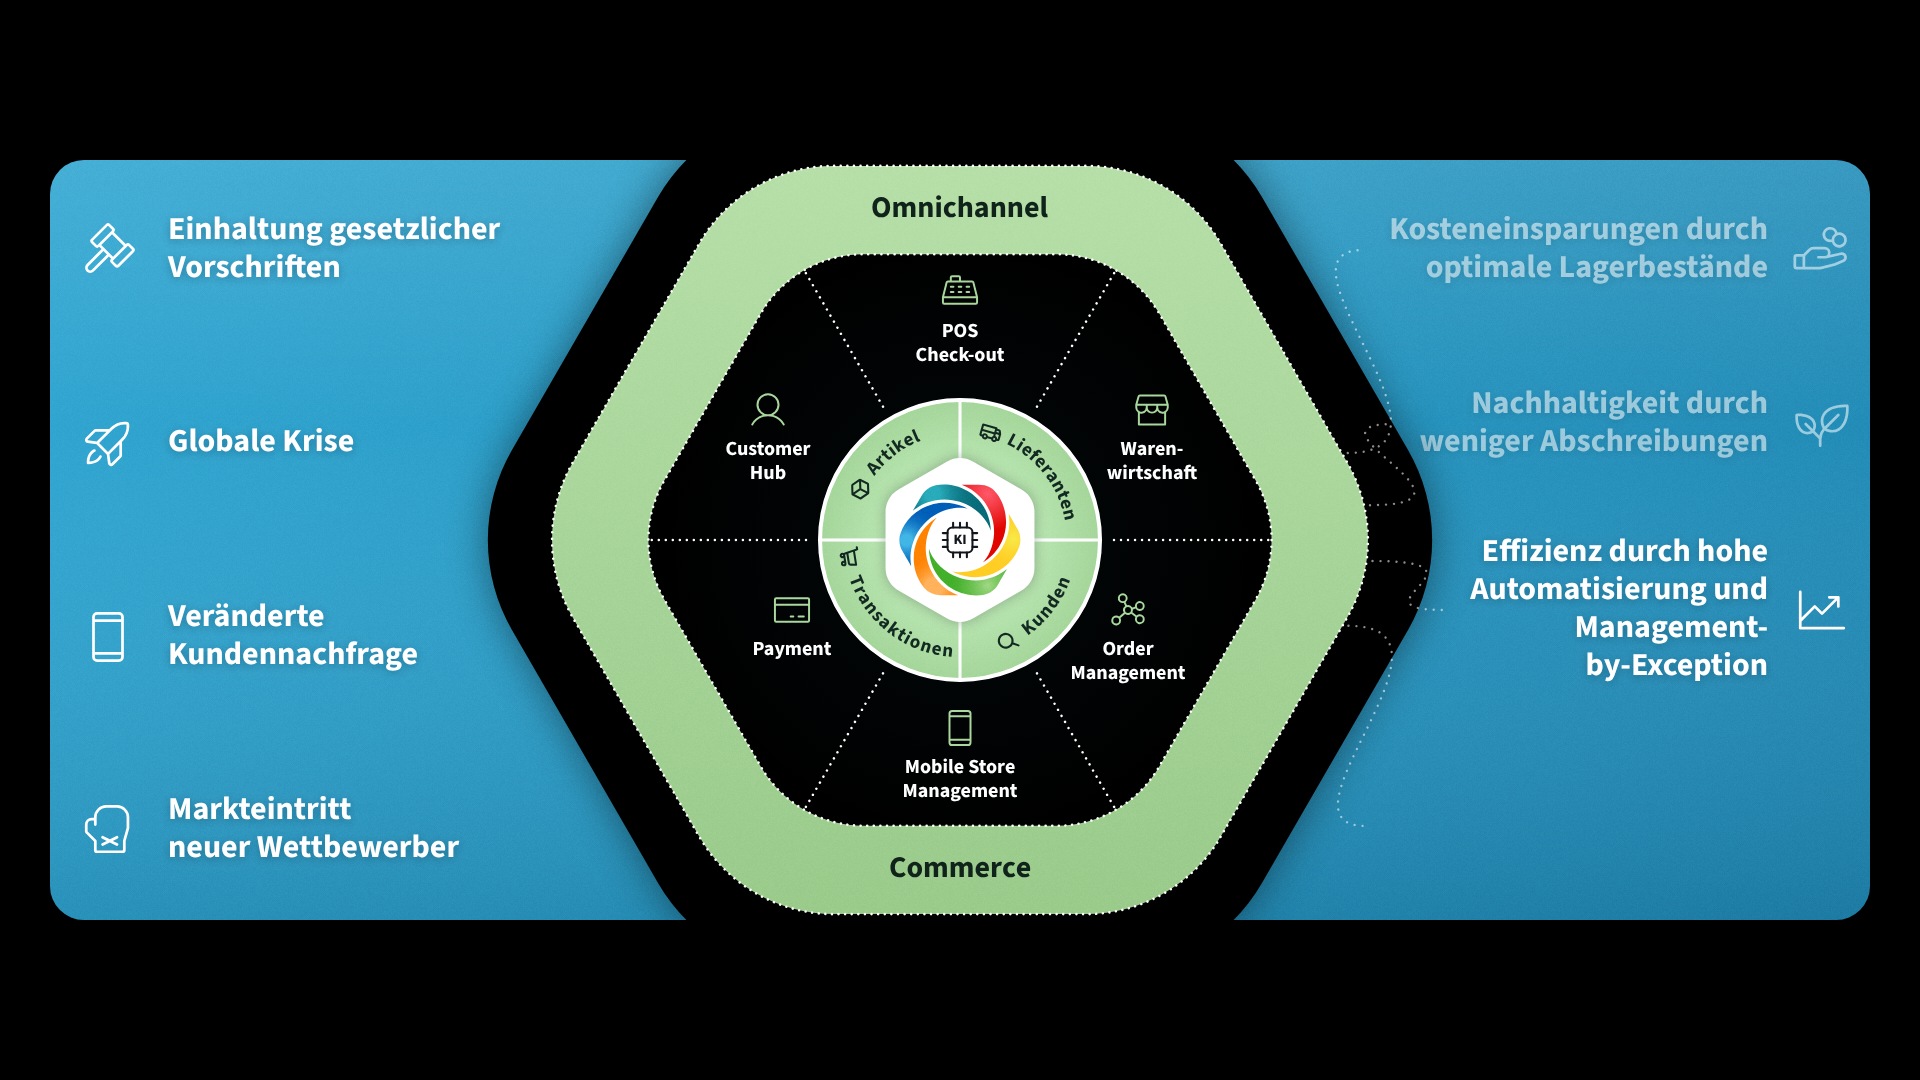 Einhaltung gesetzlicher
Vorschriften
Globale Krise
Veränderte
Kundennachfrage
Markteintritt
neuer Wettbewerber
Omnichannel
POS
Check-out
Customer
Hub
Waren-
wirtschaft
Artikel
Lieferanten
KI
Transaktionen
Kunden
Payment
Order
Management
Mobile Store
Management
Commerce
Kosteneinsparungen durch
optimale Lagerbestände
Nachhaltigkeit durch
weniger Abschreibungen
Effizienz durch hohe
Automatisierung und
Management-
by-Exception